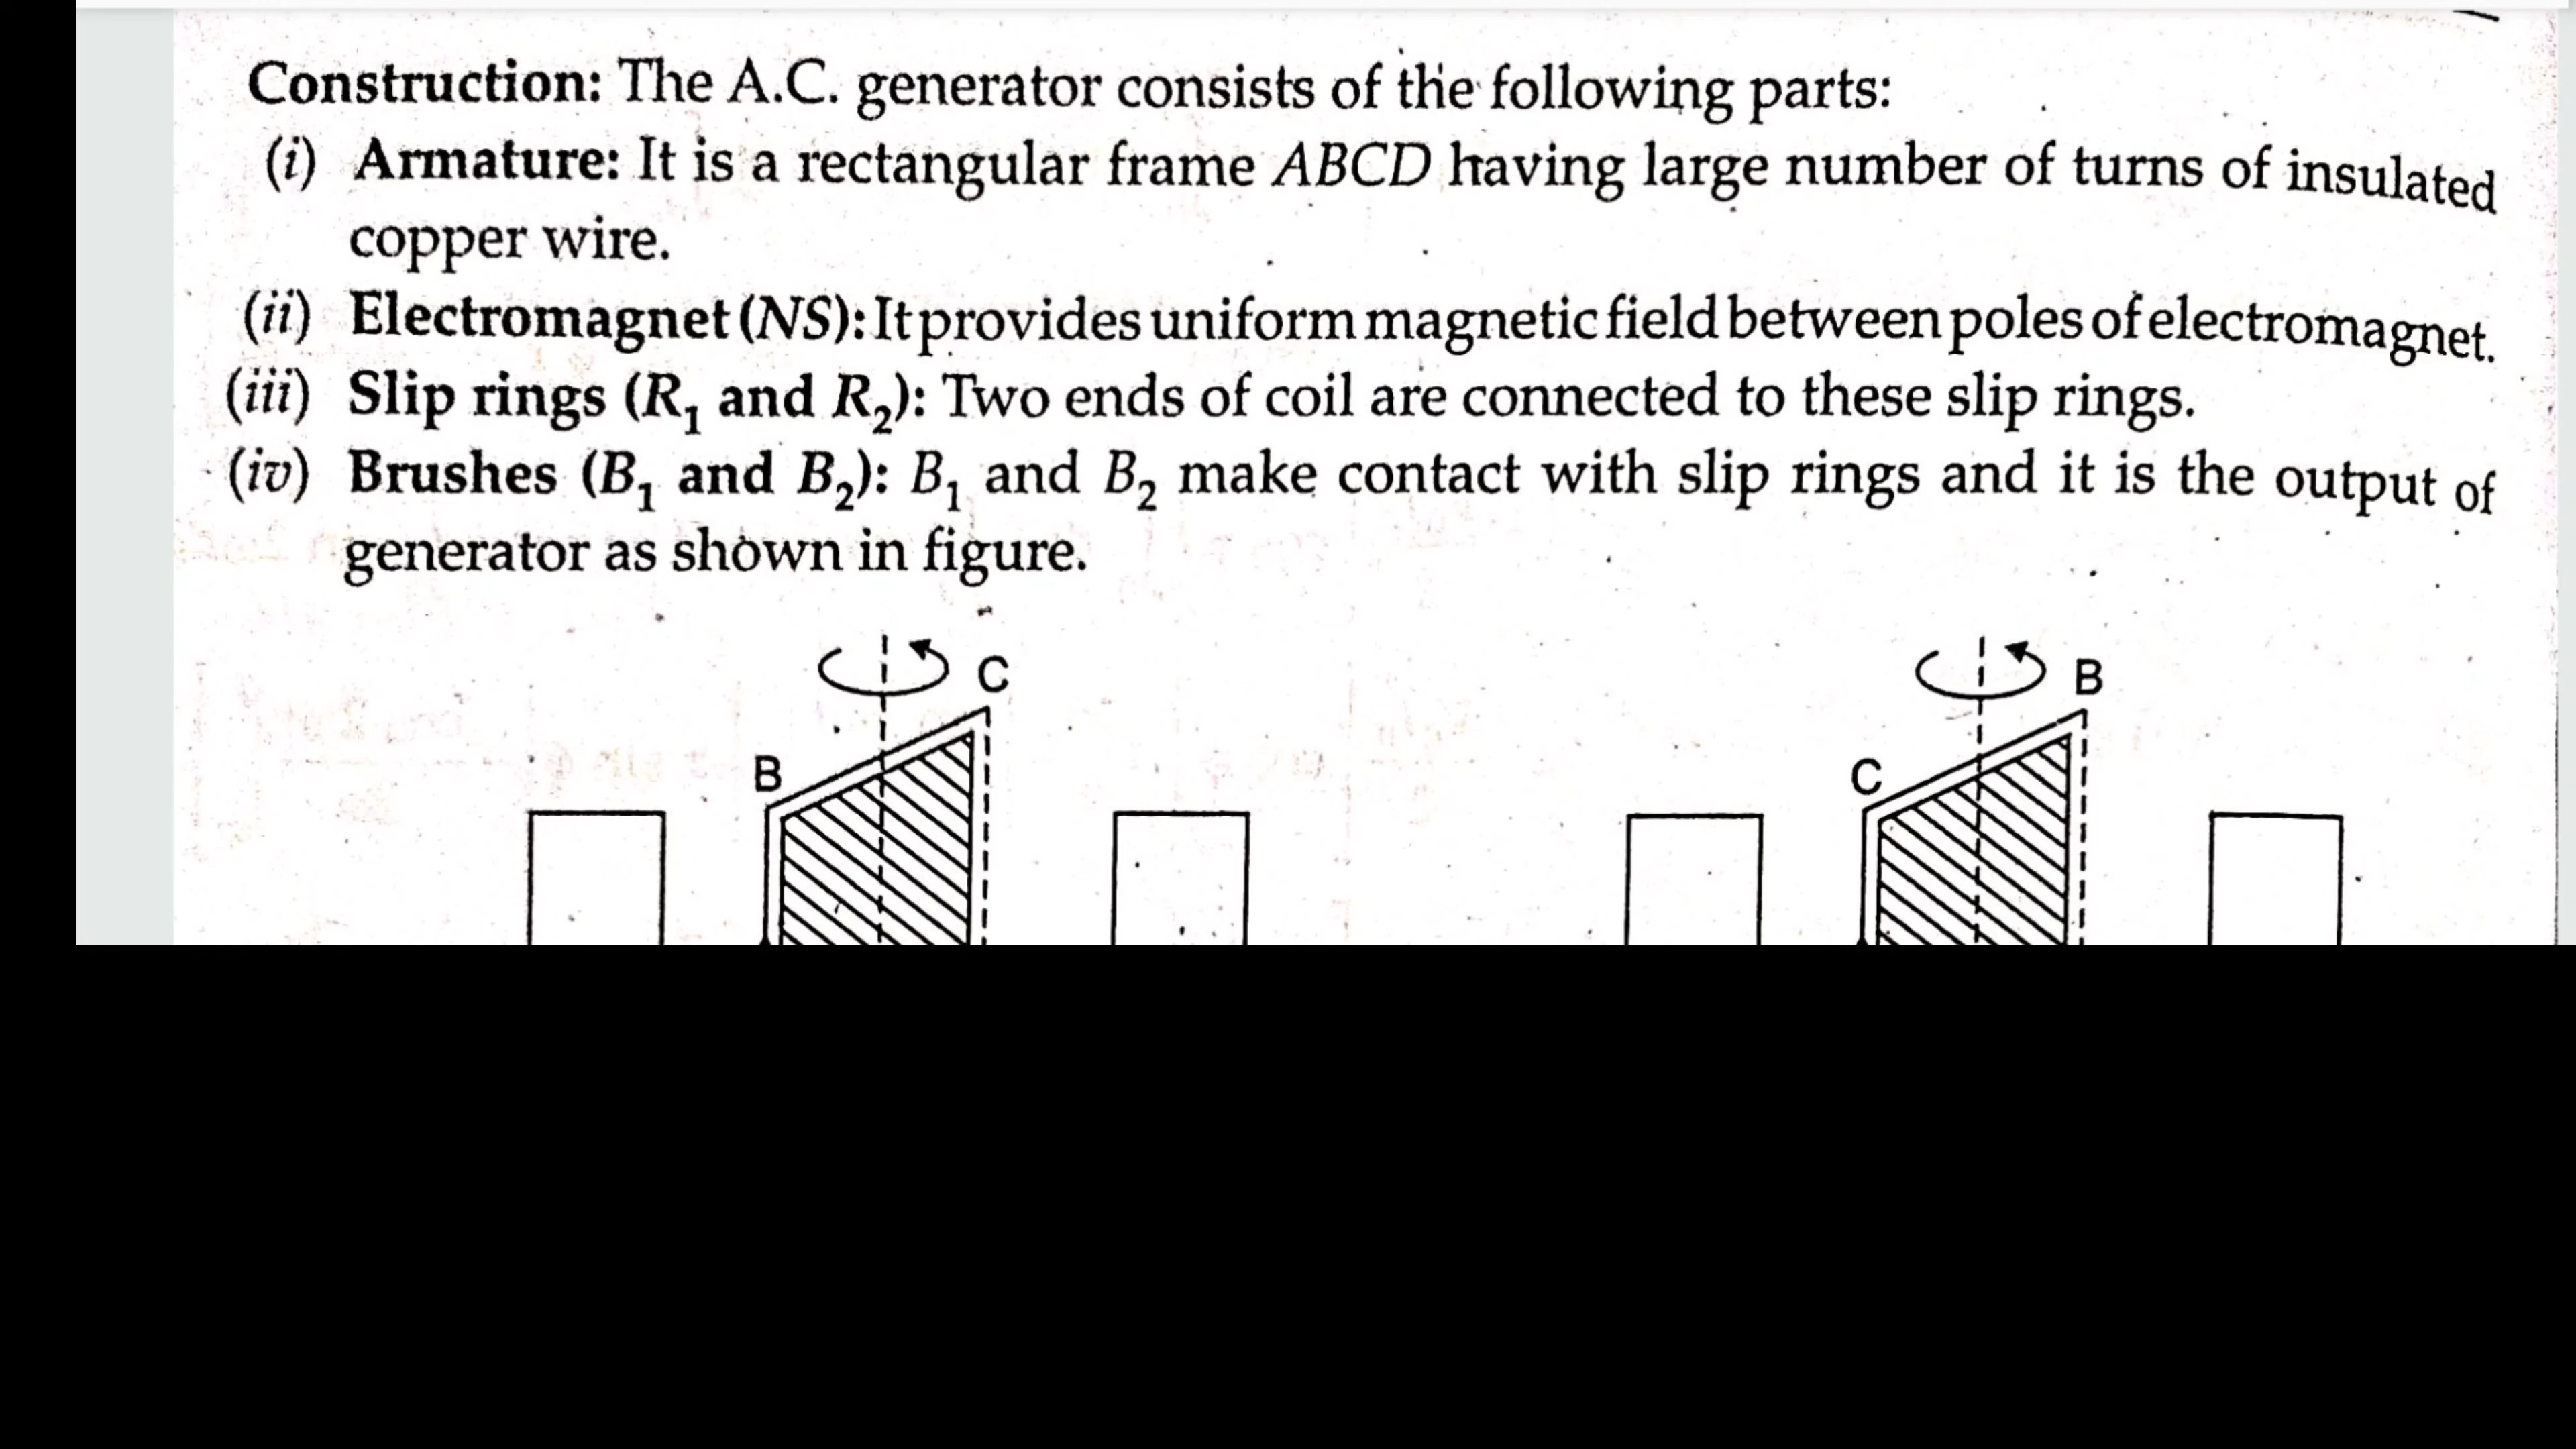 Construction: The A.C. generator consists of the following parts:
(i) Armature: It is a rectangular frame ABCD having large number of turns of insulated
copper wire.
(ii) Electromagnet (NS): It provides uniform magnetic field between poles of electromagnet.
(iii) Slip rings (R₁ and R₂): Two ends of coil are connected to these slip rings.
(iv) Brushes (B₁ and B₂): B₁ and B₂ make contact with slip rings and it is the output of
generator as shown in figure.
C
B
B
C